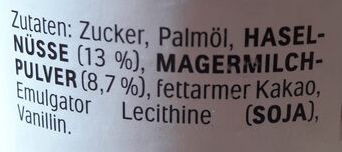 Zutaten: Zucker, Palmöl, HASEL-
NÜSSE (13 %), MAGERMILCH-
PULVER (8,7 %), fettarmer Kakao,
Emulgator Lecithine (SOJA),
Vanillin.